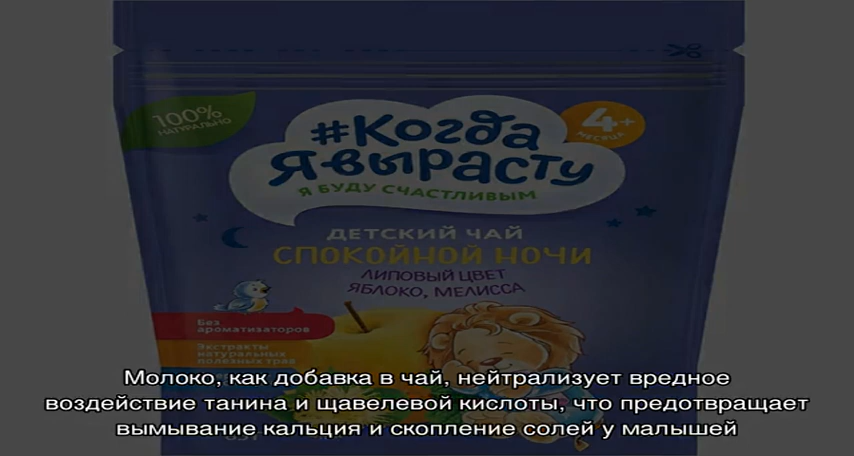 100%
НАТУРАЛЬНО
#Когда
Я вырасту
Я БУДУ СЧАСТЛИВЫМ
4+
МЕСЯЦА
ДЕТСКИЙ ЧАЙ
СПОКОЙНОЙ НОЧИ
ЛИПОВЫЙ ЦВЕТ
ЯБЛОКО, МЕЛИССА
Без
ароматизаторов
Экстракты
натуральных
полезных трав
Молоко, как добавка в чай, нейтрализует вредное
воздействие танина и щавелевой кислоты, что предотвращает
вымывание кальция и скопление солей у малышей